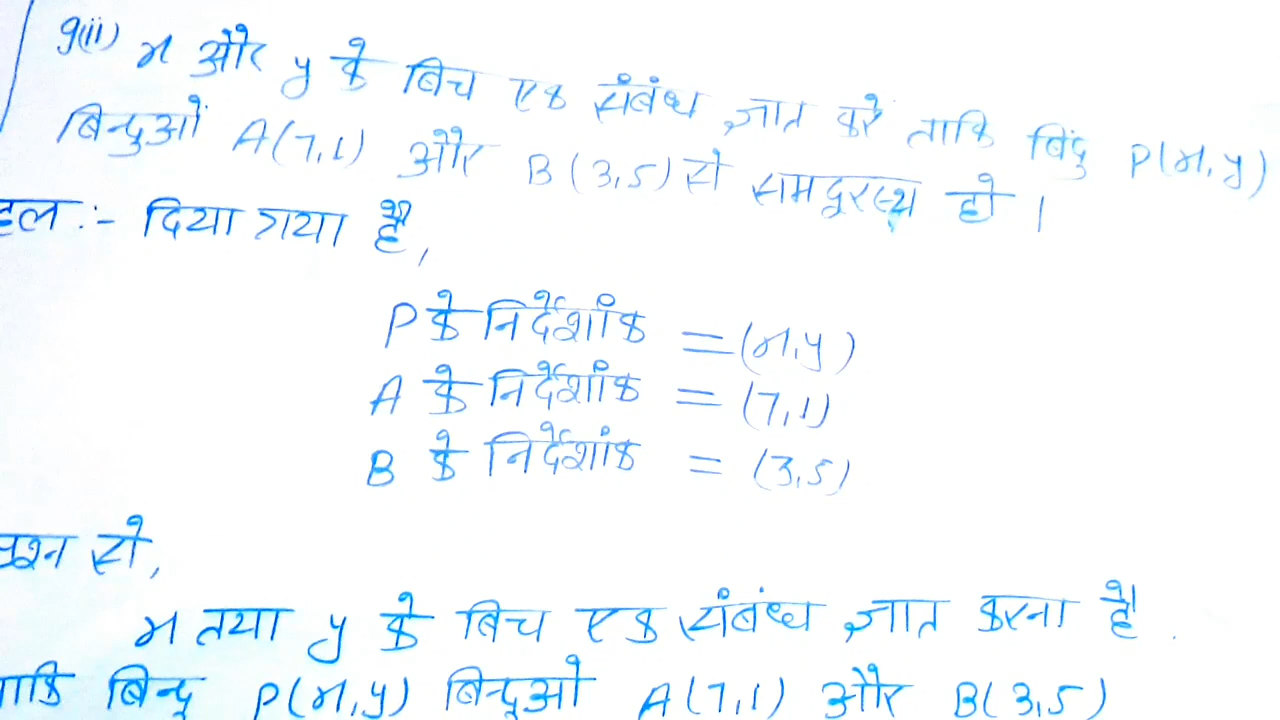 9(ii) x और y के बिच एक संबंध ज्ञात करे ताकि बिंदु P(x,y)
बिन्दुओं A(7,1) और B(3,5) से समदूरस्थ हो।
हल :- दिया गया है,
P के निर्देशांक = (x,y)
A के निर्देशांक = (7,1)
B के निर्देशांक = (3,5)
प्रश्न से,
x तथा y के बिच एक संबंध ज्ञात करना है.
ताकि बिन्दु P(x,y) बिन्दुओ A(7,1) और B(3,5)